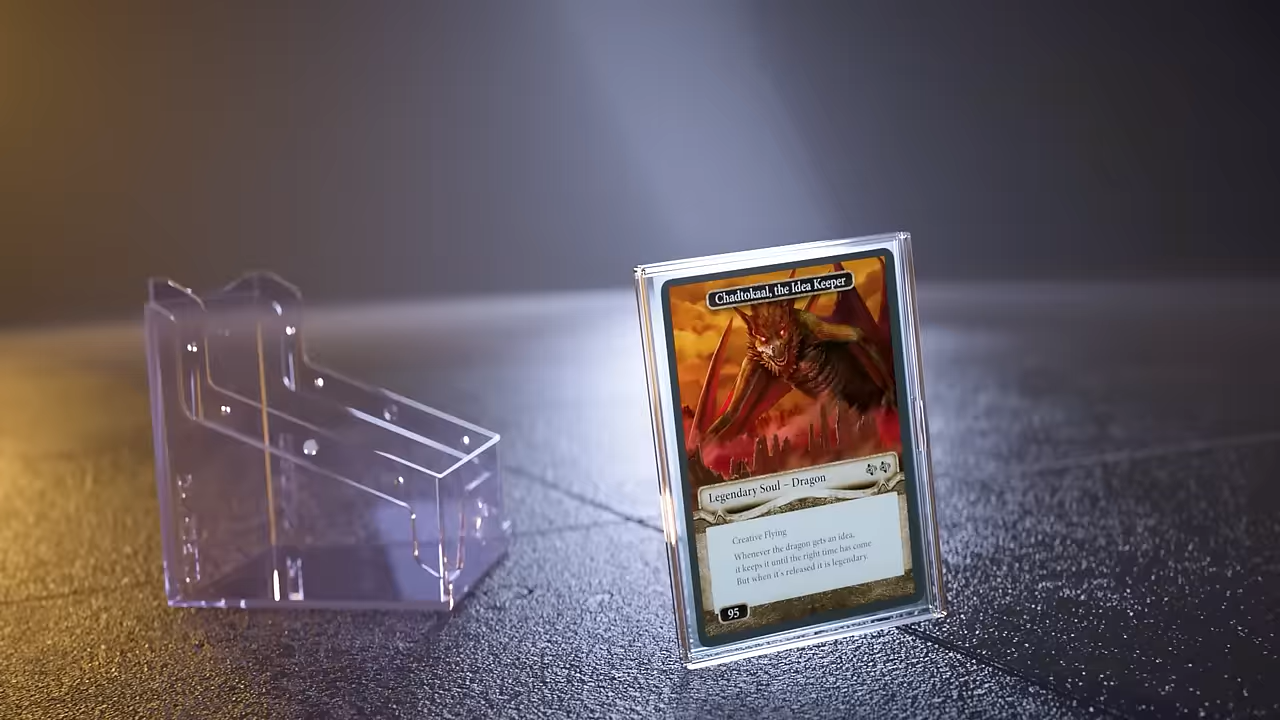 Chadtokaal, the Idea Keeper
Legendary Soul – Dragon
Creative Flying
Whenever the dragon gets an idea,
it keeps it until the right time has come
But when it's released it is legendary.
95